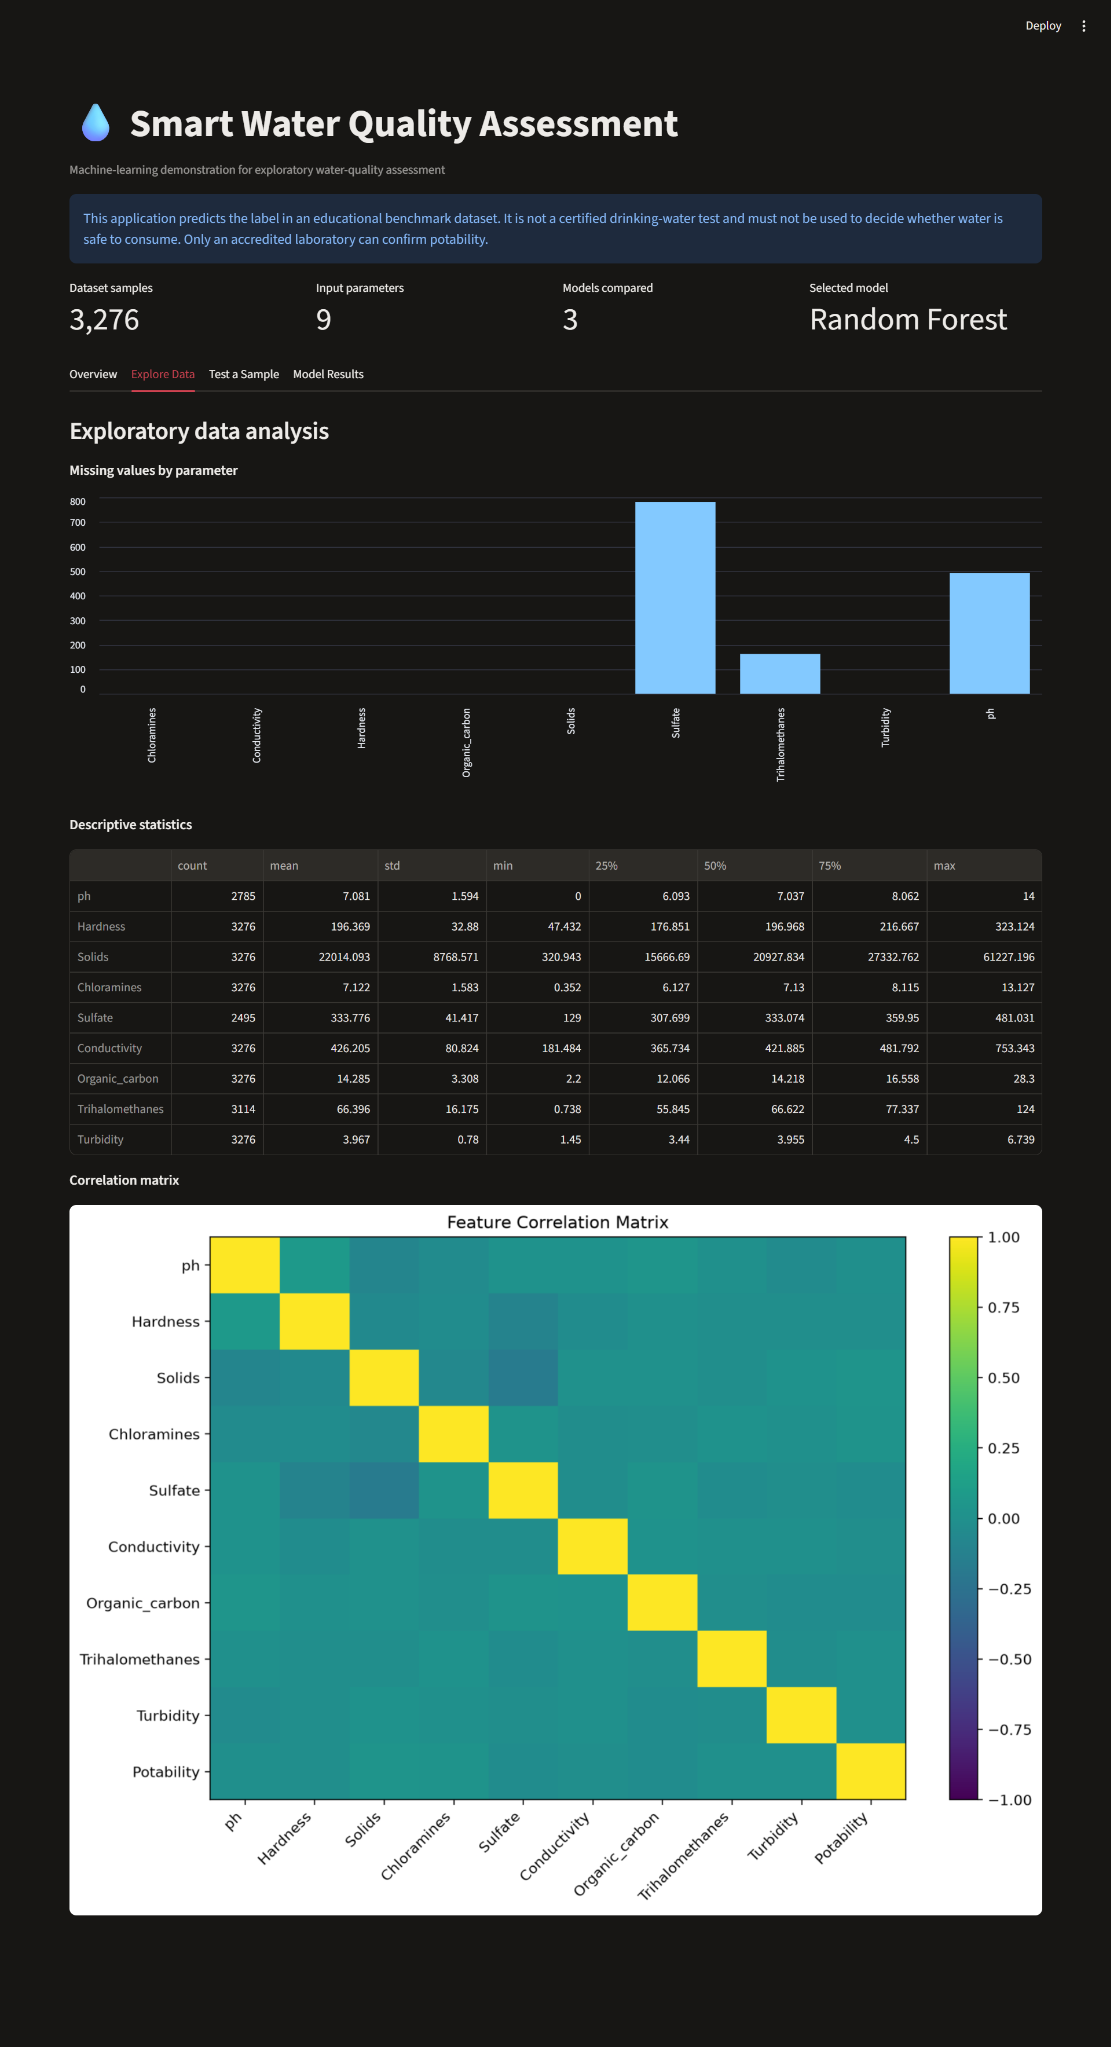 Deploy
Smart Water Quality Assessment
Machine-learning demonstration for exploratory water-quality assessment
This application predicts the label in an educational benchmark dataset. It is not a certified drinking-water test and must not be used to decide whether water is
safe to consume. Only an accredited laboratory can confirm potability.
Dataset samples Input parameters Models compared Selected model
3,276 9 3 Random Forest
Overview Explore Data Test a Sample Model Results
Exploratory data analysis
Missing values by parameter
800
700
600
500
400
300
200
100
0
Chloramines Conductivity Hardness Organic_carbon Solids Sulfate Trihalomethanes Turbidity ph
Descriptive statistics
count mean std min 25% 50% 75% max
ph 2785 7.081 1.594 0 6.093 7.037 8.062 14
Hardness 3276 196.369 32.88 47.432 176.851 196.968 216.667 323.124
Solids 3276 22014.093 8768.571 320.943 15666.69 20927.834 27332.762 61227.196
Chloramines 3276 7.122 1.583 0.352 6.127 7.13 8.115 13.127
Sulfate 2495 333.776 41.417 129 307.699 333.074 359.95 481.031
Conductivity 3276 426.205 80.824 181.484 365.734 421.885 481.792 753.343
Organic_carbon 3276 14.285 3.308 2.2 12.066 14.218 16.558 28.3
Trihalomethanes 3114 66.396 16.175 0.738 55.845 66.622 77.337 124
Turbidity 3276 3.967 0.78 1.45 3.44 3.955 4.5 6.739
Correlation matrix
Feature Correlation Matrix
ph
Hardness
Solids
Chloramines
Sulfate
Conductivity
Organic_carbon
Trihalomethanes
Turbidity
Potability
ph Hardness Solids Chloramines Sulfate Conductivity Organic_carbon Trihalomethanes Turbidity Potability
1.00
0.75
0.50
0.25
0.00
−0.25
−0.50
−0.75
−1.00